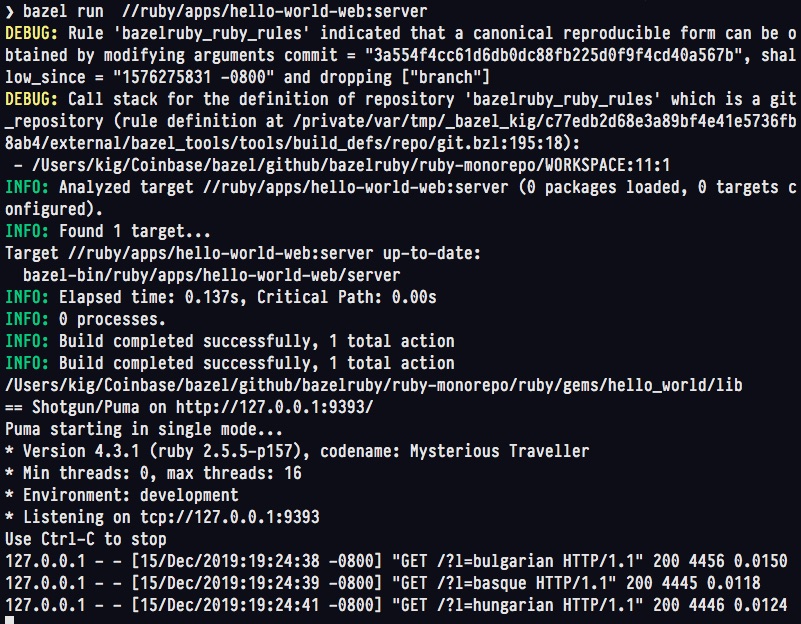 ❯ bazel run  //ruby/apps/hello-world-web:server
DEBUG: Rule 'bazelruby_ruby_rules' indicated that a canonical reproducible form can be o
btained by modifying arguments commit = "3a554f4cc61d6db0dc88fb225d0f9f4cd40a567b", shal
low_since = "1576275831 -0800" and dropping ["branch"]
DEBUG: Call stack for the definition of repository 'bazelruby_ruby_rules' which is a git
_repository (rule definition at /private/var/tmp/_bazel_kig/c77edb2d68e3a89bf4e41e5736fb
8ab4/external/bazel_tools/tools/build_defs/repo/git.bzl:195:18):
 - /Users/kig/Coinbase/bazel/github/bazelruby/ruby-monorepo/WORKSPACE:11:1
INFO: Analyzed target //ruby/apps/hello-world-web:server (0 packages loaded, 0 targets c
onfigured).
INFO: Found 1 target...
Target //ruby/apps/hello-world-web:server up-to-date:
  bazel-bin/ruby/apps/hello-world-web/server
INFO: Elapsed time: 0.137s, Critical Path: 0.00s
INFO: 0 processes.
INFO: Build completed successfully, 1 total action
INFO: Build completed successfully, 1 total action
/Users/kig/Coinbase/bazel/github/bazelruby/ruby-monorepo/ruby/gems/hello_world/lib
== Shotgun/Puma on http://127.0.0.1:9393/
Puma starting in single mode...
* Version 4.3.1 (ruby 2.5.5-p157), codename: Mysterious Traveller
* Min threads: 0, max threads: 16
* Environment: development
* Listening on tcp://127.0.0.1:9393
Use Ctrl-C to stop
127.0.0.1 - - [15/Dec/2019:19:24:38 -0800] "GET /?l=bulgarian HTTP/1.1" 200 4456 0.0150
127.0.0.1 - - [15/Dec/2019:19:24:39 -0800] "GET /?l=basque HTTP/1.1" 200 4445 0.0118
127.0.0.1 - - [15/Dec/2019:19:24:41 -0800] "GET /?l=hungarian HTTP/1.1" 200 4446 0.0124